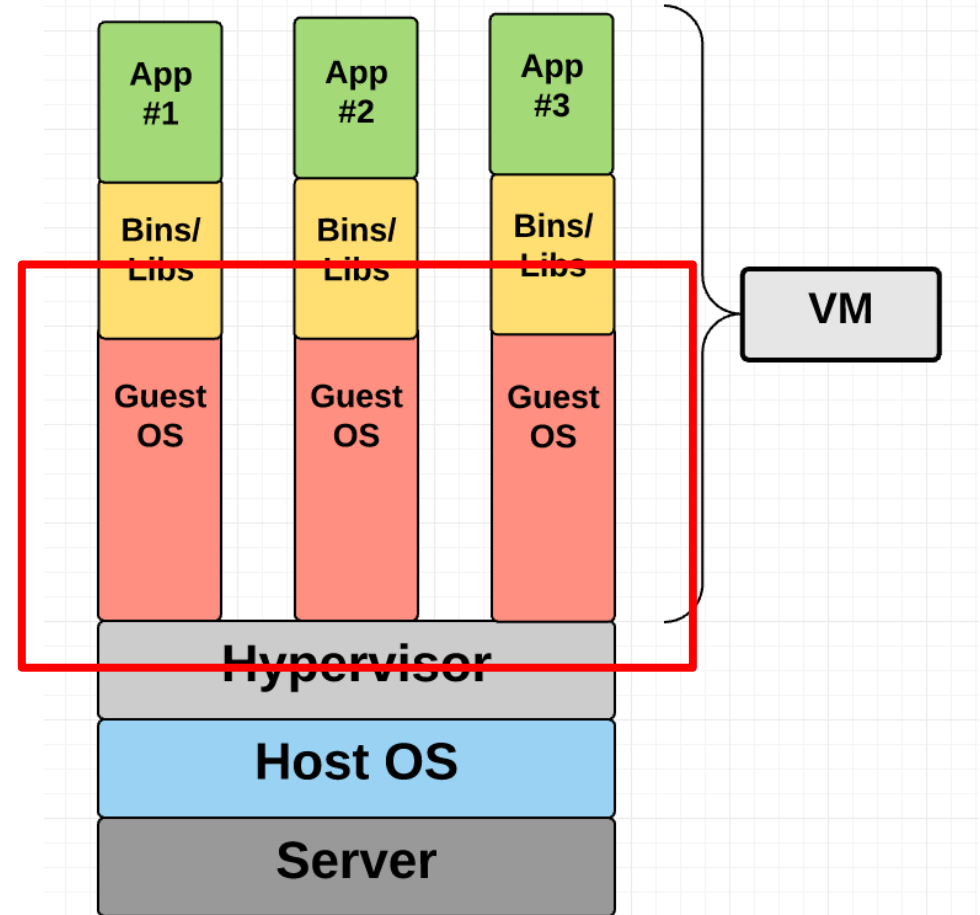 App
#1
App
#2
App
#3
Bins/
Libs
Bins/
Libs
Bins/
Libs
VM
Guest
OS
Guest
OS
Guest
OS
Hypervisor
Host OS
Server